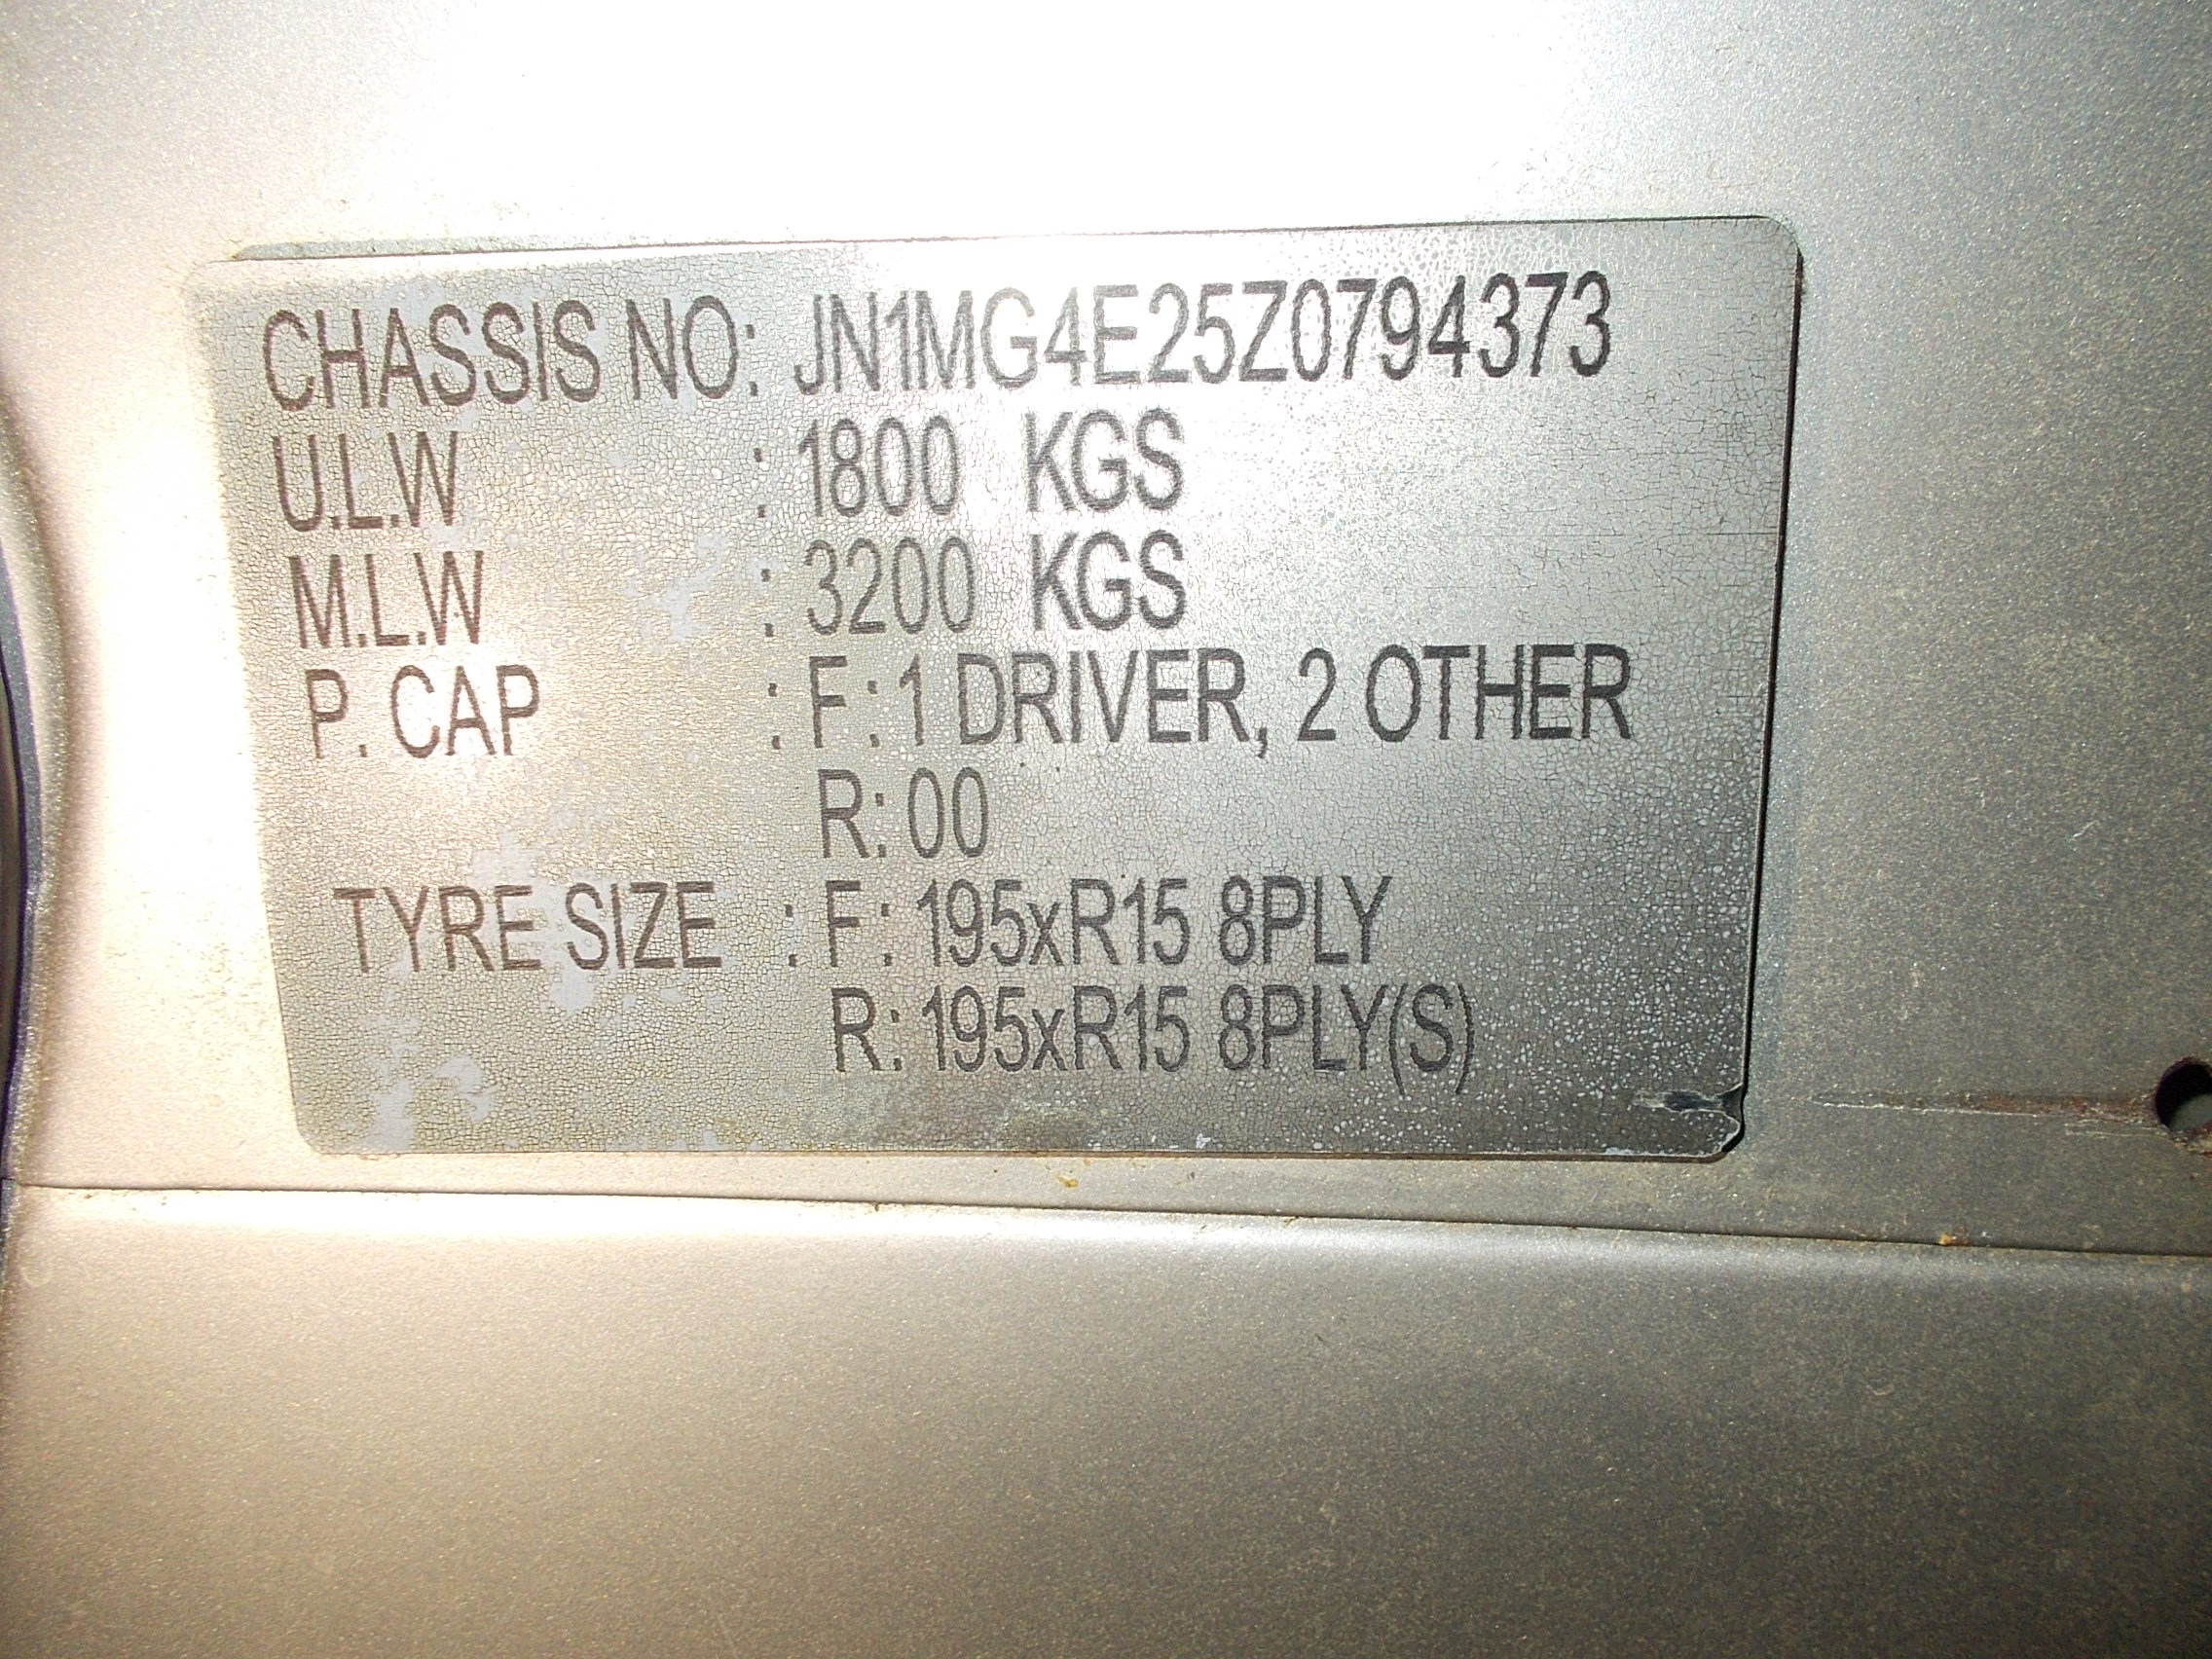 CHASSIS NO: JN1MG4E25Z0794373
U.L.W : 1800 KGS
M.L.W : 3200 KGS
P. CAP : F : 1 DRIVER, 2 OTHER
R: 00
TYRE SIZE : F : 195xR15 8PLY
R: 195xR15 8PLY(S)